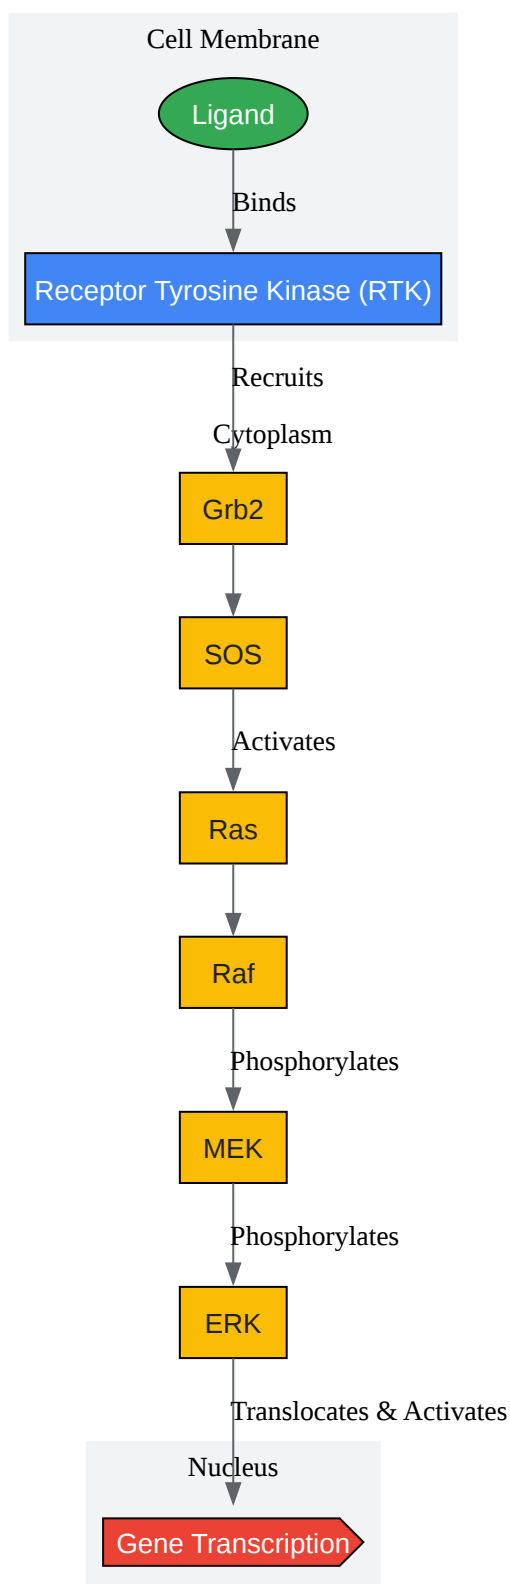 Cell Membrane
Ligand
Binds
Receptor Tyrosine Kinase (RTK)
Recruits
Cytoplasm
Grb2
SOS
Activates
Ras
Raf
Phosphorylates
MEK
Phosphorylates
ERK
Translocates & Activates
Nucleus
Gene Transcription